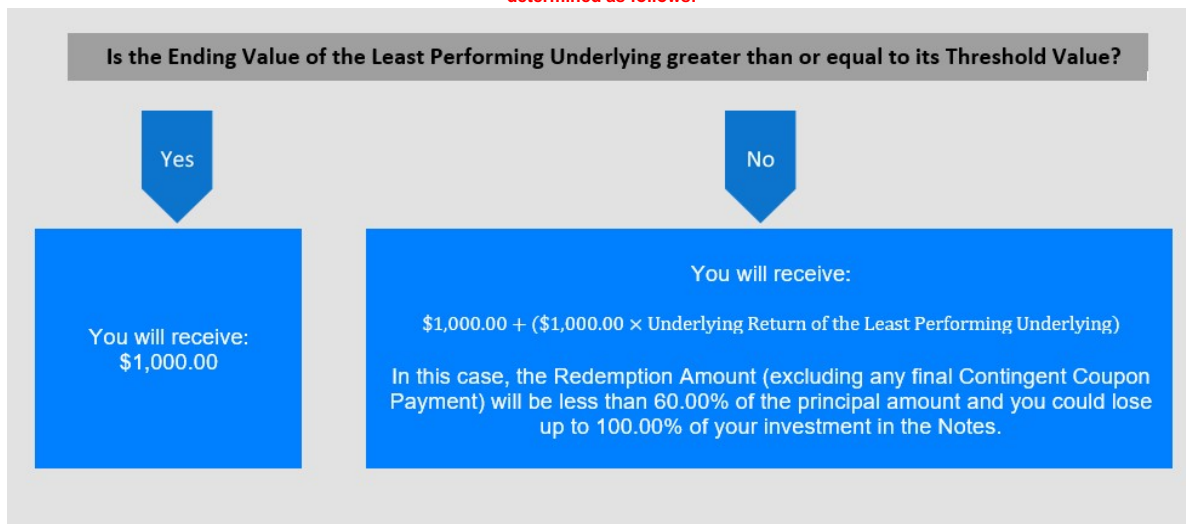 determined as follows:
Is the Ending Value of the Least Performing Underlying greater than or equal to its Threshold Value?
Yes
No
You will receive:
$1,000.00
You will receive:
$1,000.00 + ($1,000.00 × Underlying Return of the Least Performing Underlying)
In this case, the Redemption Amount (excluding any final Contingent Coupon
Payment) will be less than 60.00% of the principal amount and you could lose
up to 100.00% of your investment in the Notes.